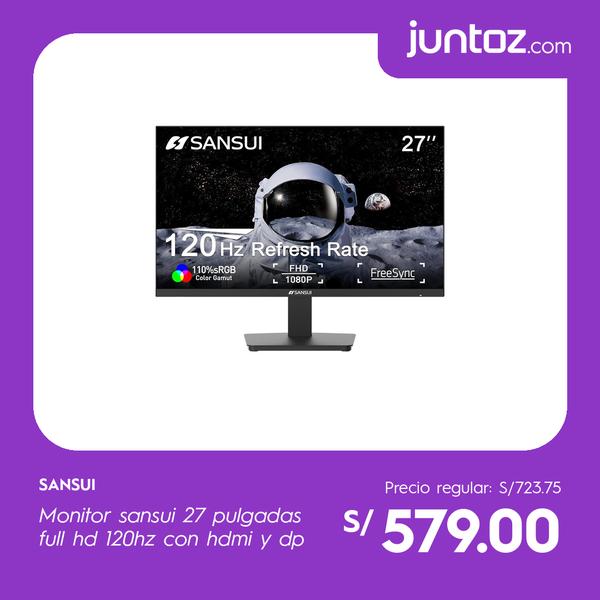 juntoz.com
SANSUI
27''
120Hz Refresh Rate
110%sRGB
Color Gamut
FHD
1080P
FreeSync
SANSUI
SANSUI
Monitor sansui 27 pulgadas
full hd 120hz con hdmi y dp
Precio regular: S/723.75
S/ 579.00